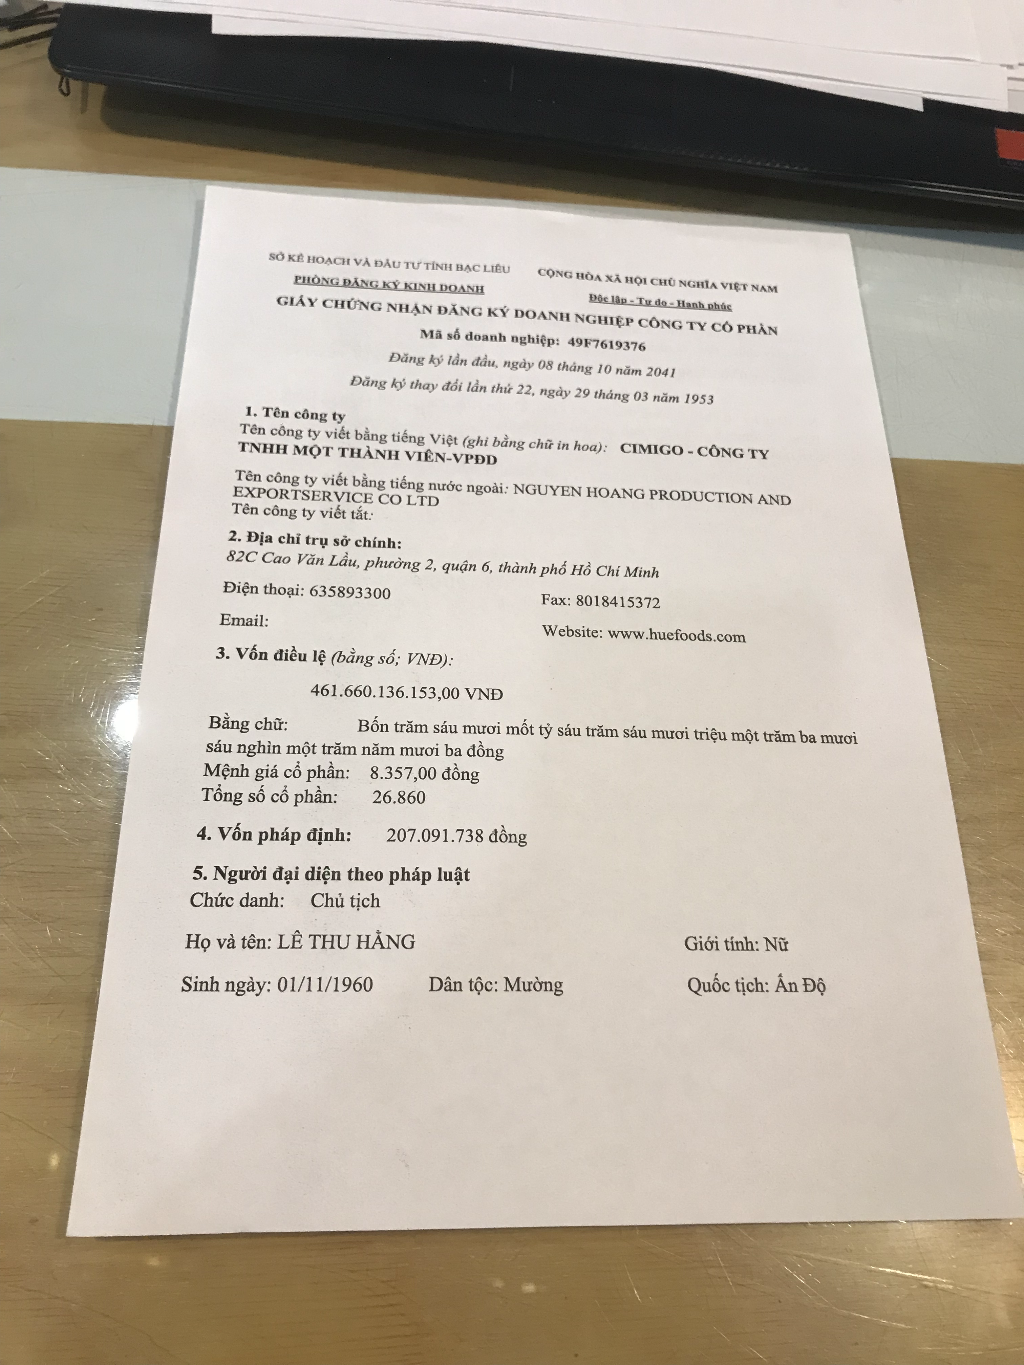 SỞ KẾ HOẠCH VÀ ĐẦU TƯ TỈNH BẠC LIÊU
CỘNG HÒA XÃ HỘI CHỦ NGHĨA VIỆT NAM
PHÒNG ĐĂNG KÝ KINH DOANH
Độc lập - Tự do - Hạnh phúc
GIẤY CHỨNG NHẬN ĐĂNG KÝ DOANH NGHIỆP CÔNG TY CỔ PHẦN
Mã số doanh nghiệp: 49F7619376
Đăng ký lần đầu, ngày 08 tháng 10 năm 2041
Đăng ký thay đổi lần thứ 22, ngày 29 tháng 03 năm 1953
1. Tên công ty
Tên công ty viết bằng tiếng Việt (ghi bằng chữ in hoa): CIMIGO - CÔNG TY
TNHH MỘT THÀNH VIÊN-VPĐD
Tên công ty viết bằng tiếng nước ngoài: NGUYEN HOANG PRODUCTION AND
EXPORTSERVICE CO LTD
Tên công ty viết tắt:
2. Địa chỉ trụ sở chính:
82C Cao Văn Lầu, phường 2, quận 6, thành phố Hồ Chí Minh
Điện thoại: 635893300
Fax: 8018415372
Email:
Website: www.huefoods.com
3. Vốn điều lệ (bằng số; VNĐ):
461.660.136.153,00 VNĐ
Bằng chữ: Bốn trăm sáu mươi mốt tỷ sáu trăm sáu mươi triệu một trăm ba mươi
sáu nghìn một trăm năm mươi ba đồng
Mệnh giá cổ phần: 8.357,00 đồng
Tổng số cổ phần: 26.860
4. Vốn pháp định: 207.091.738 đồng
5. Người đại diện theo pháp luật
Chức danh: Chủ tịch
Họ và tên: LÊ THU HẰNG
Giới tính: Nữ
Sinh ngày: 01/11/1960 Dân tộc: Mường Quốc tịch: Ấn Độ